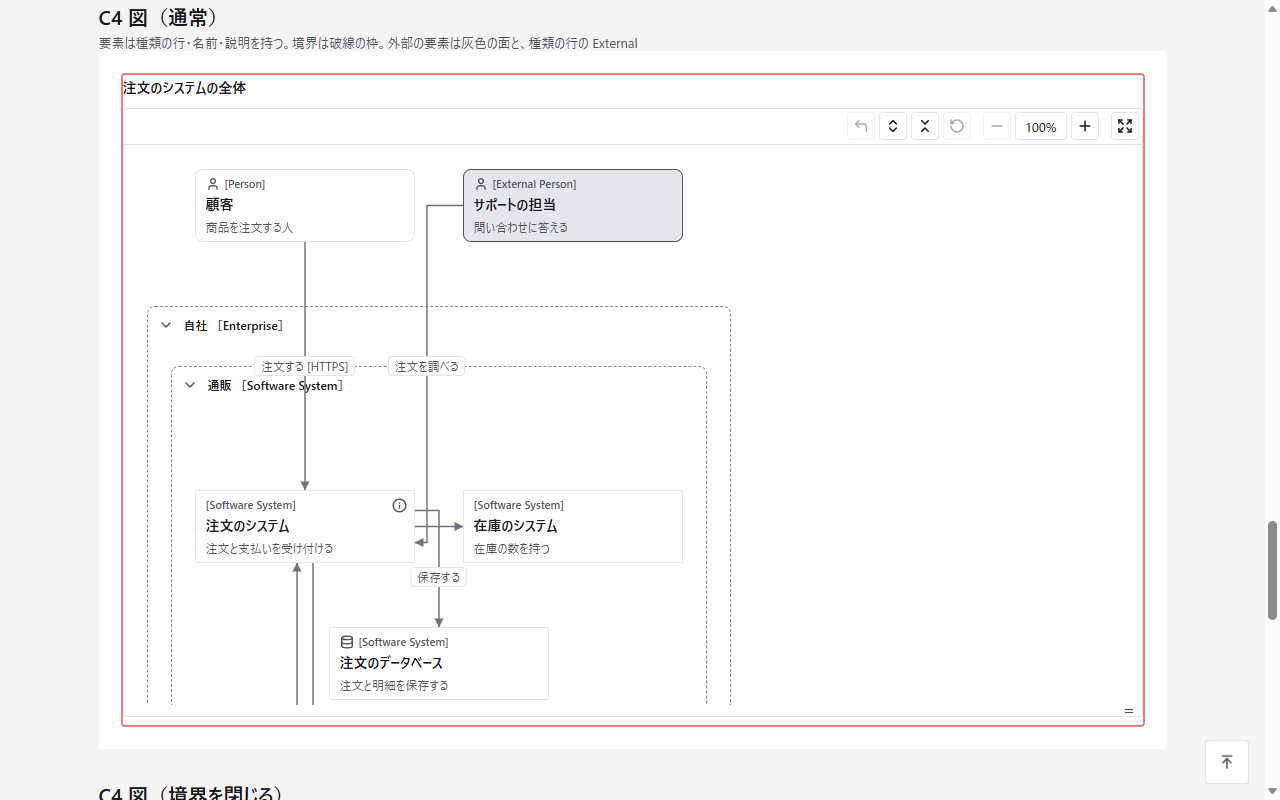 C4 図（通常）
要素は種類の行・名前・説明を持つ。境界は破線の枠。外部の要素は灰色の面と、種類の行の External
注文のシステムの全体
100%
[Person]
顧客
商品を注文する人
[External Person]
サポートの担当
問い合わせに答える
自社 ［Enterprise］
注文する [HTTPS]
注文を調べる
通販 ［Software System］
[Software System]
注文のシステム
注文と支払いを受け付ける
[Software System]
在庫のシステム
在庫の数を持つ
保存する
[Software System]
注文のデータベース
注文と明細を保存する
C4 図（境界を閉じる）